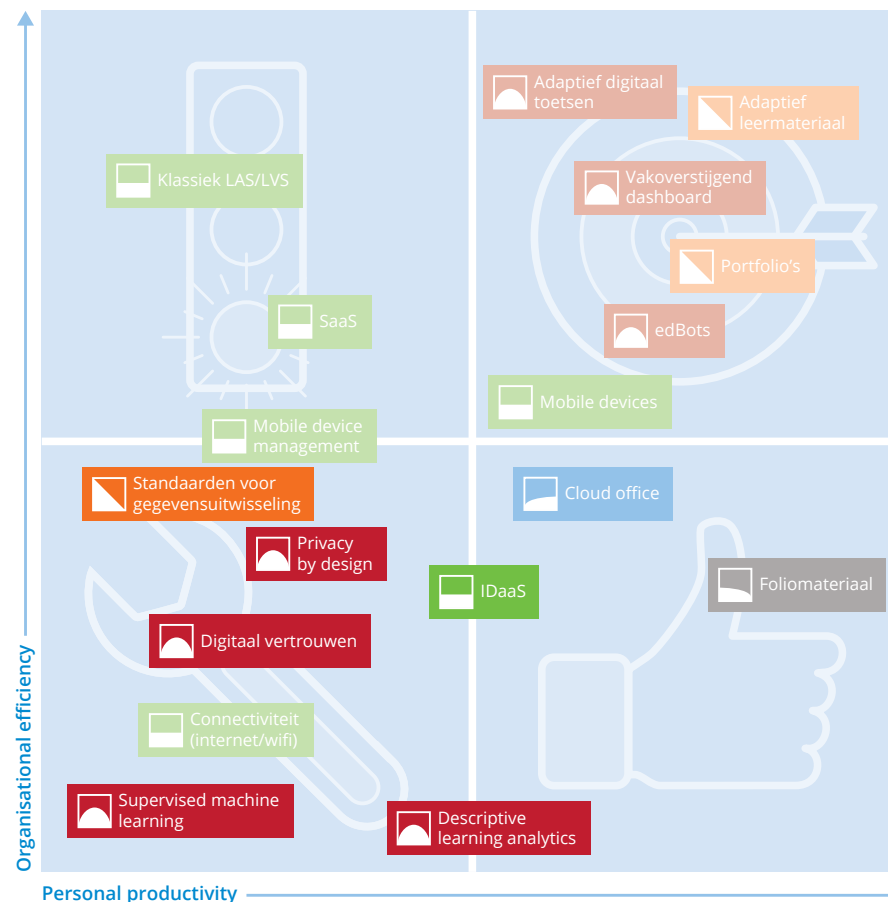 Adaptief digitaal
toetsen
Adaptief
leermateriaal
Klassiek LAS/LVS
Vakoverstijgend
dashboard
Portfolio's
SaaS
edBots
Mobile devices
Mobile device
management
Standaarden voor
gegevensuitwisseling
Cloud office
Privacy
by design
IDaaS
Foliomateriaal
Digitaal vertrouwen
Connectiviteit
(internet/wifi)
Supervised machine
learning
Descriptive
learning analytics
Organisational efficiency
Personal productivity